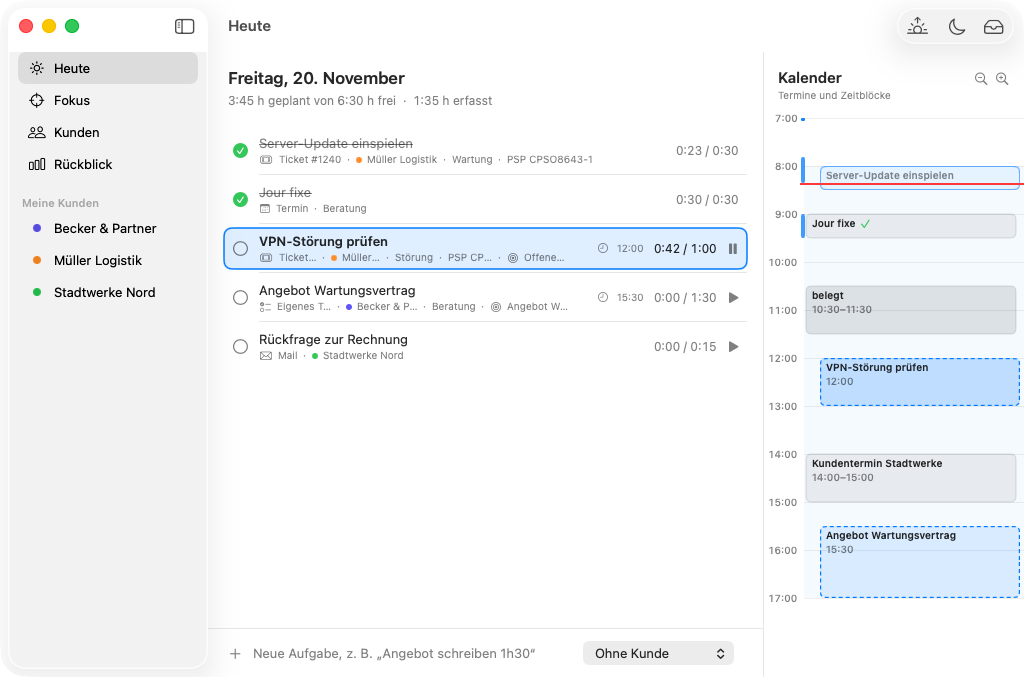 Heute
Heute
Fokus
Kunden
Rückblick
Meine Kunden
Becker & Partner
Müller Logistik
Stadtwerke Nord
Freitag, 20. November
3:45 h geplant von 6:30 h frei · 1:35 h erfasst
Server-Update einspielen
0:23 / 0:30
Ticket #1240 · Müller Logistik · Wartung · PSP CPSO8643-1
Jour fixe
0:30 / 0:30
Termin · Beratung
VPN-Störung prüfen
12:00 0:42 / 1:00
Ticket... · Müller... · Störung · PSP CP... · Offene...
Angebot Wartungsvertrag
15:30 0:00 / 1:30
Eigenes T... · Becker & P... · Beratung · Angebot W...
Rückfrage zur Rechnung
0:00 / 0:15
Mail · Stadtwerke Nord
Neue Aufgabe, z. B. „Angebot schreiben 1h30“
Ohne Kunde
Kalender
Termine und Zeitblöcke
7:00
8:00
Server-Update einspielen
9:00
Jour fixe
10:00
belegt
10:30–11:30
11:00
12:00
VPN-Störung prüfen
12:00
13:00
14:00
Kundentermin Stadtwerke
14:00–15:00
15:00
Angebot Wartungsvertrag
15:30
16:00
17:00